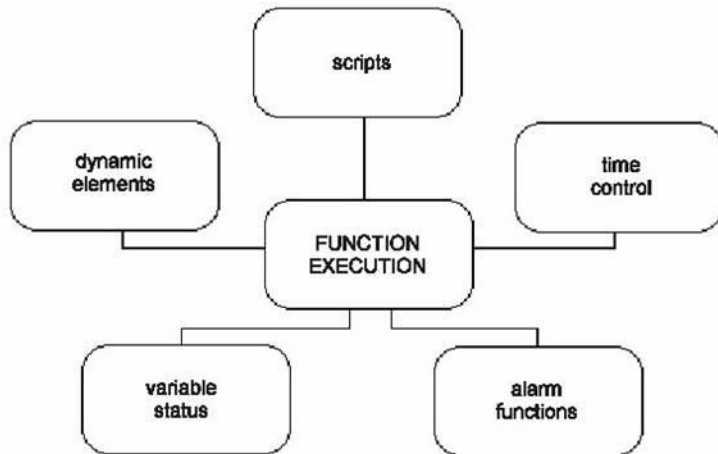 scripts
dynamic
elements
time
control
FUNCTION
EXECUTION
variable
status
alarm
functions